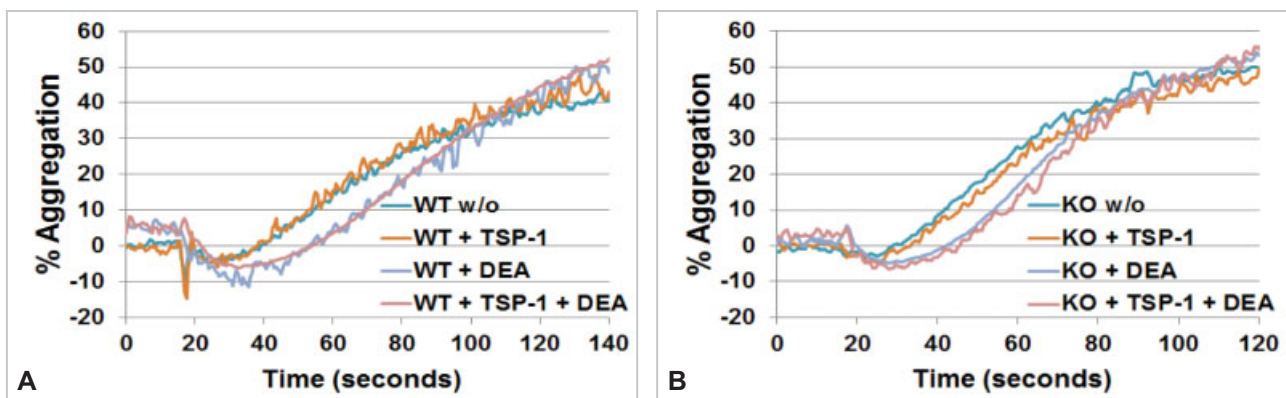 % Aggregation
60
50
40
30
20
10
0
-10
-20
WT w/o
WT + TSP-1
WT + DEA
WT + TSP-1 + DEA
0 20 40 60 80 100 120 140
Time (seconds)
A
% Aggregation
60
50
40
30
20
10
0
-10
-20
KO w/o
KO + TSP-1
KO + DEA
KO + TSP-1 + DEA
0 20 40 60 80 100 120
Time (seconds)
B